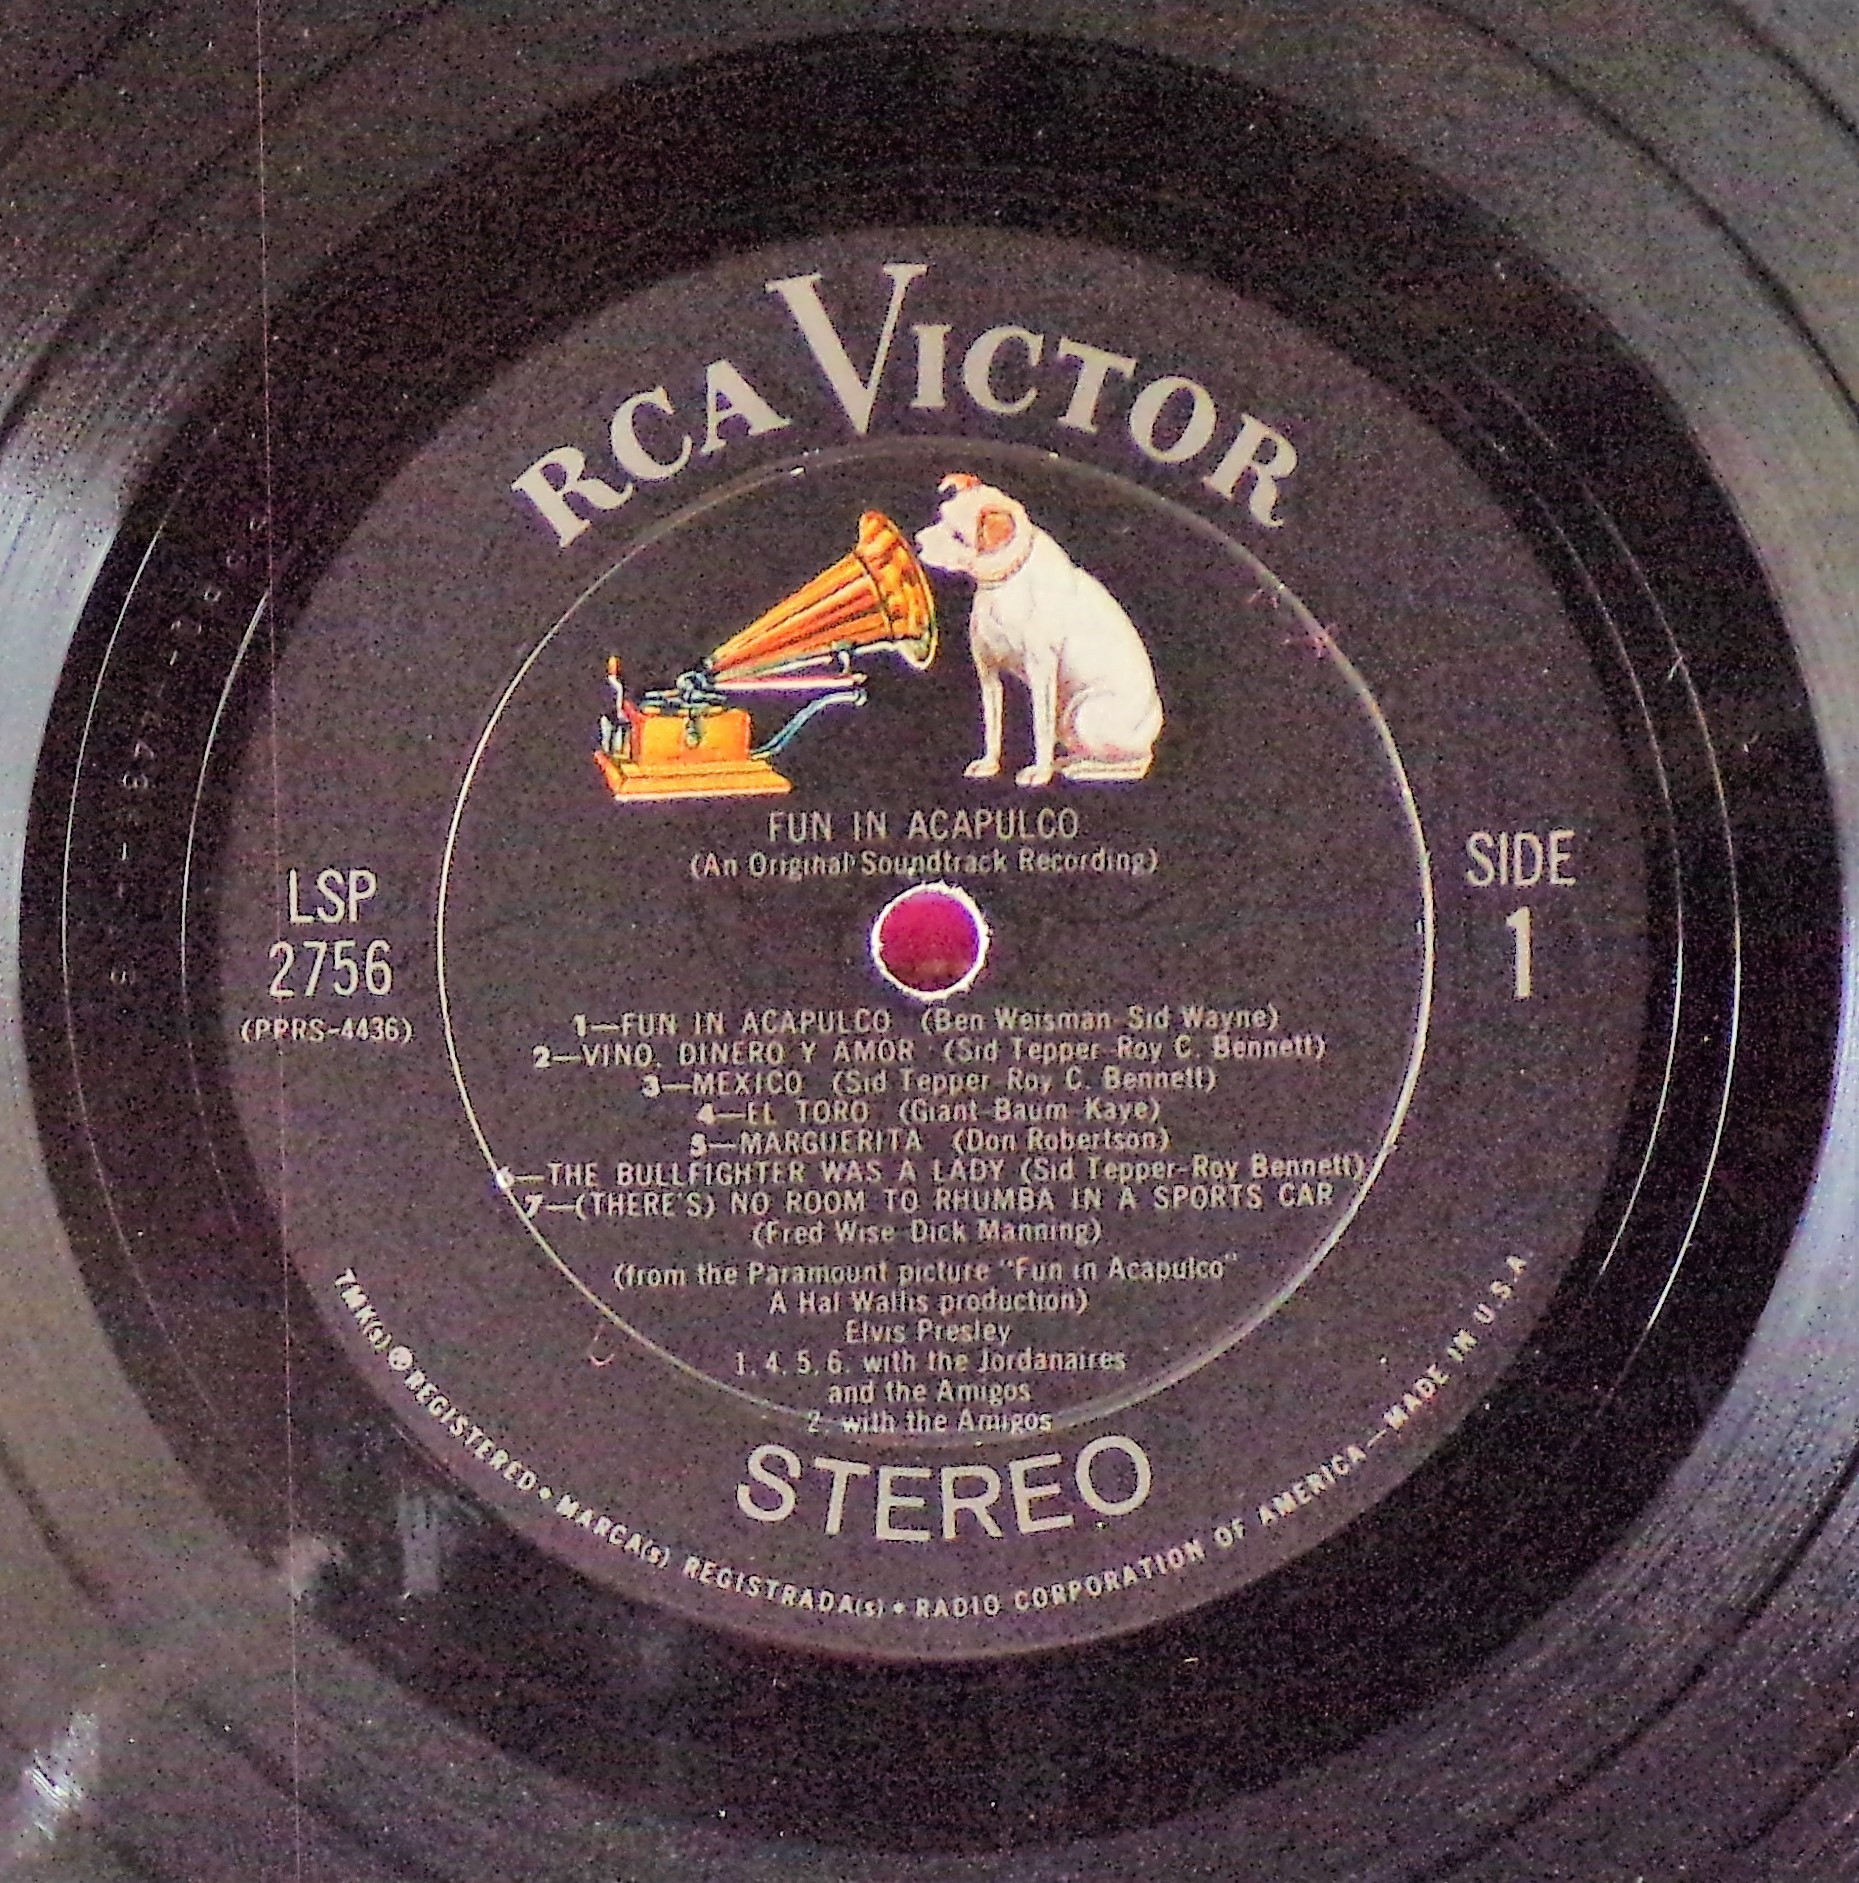 RCA VICTOR
FUN IN ACAPULCO
(An Original Soundtrack Recording)
LSP
2756
(PPRS-4436)
SIDE
1
1—FUN IN ACAPULCO (Ben Weisman-Sid Wayne)
2—VINO, DINERO Y AMOR (Sid Tepper-Roy C. Bennett)
3—MEXICO (Sid Tepper-Roy C. Bennett)
4—EL TORO (Giant-Baum-Kaye)
5—MARGUERITA (Don Robertson)
6—THE BULLFIGHTER WAS A LADY (Sid Tepper-Roy Bennett)
7—(THERE'S) NO ROOM TO RHUMBA IN A SPORTS CAR
(Fred Wise-Dick Manning)
(from the Paramount picture "Fun in Acapulco"
A Hal Wallis production)
Elvis Presley
1, 4, 5, 6, with the Jordanaires
and the Amigos
2, with the Amigos
STEREO
TMK(s) ® REGISTERED • MARCA(s) REGISTRADA(s) • RADIO CORPORATION OF AMERICA—MADE IN U.S.A